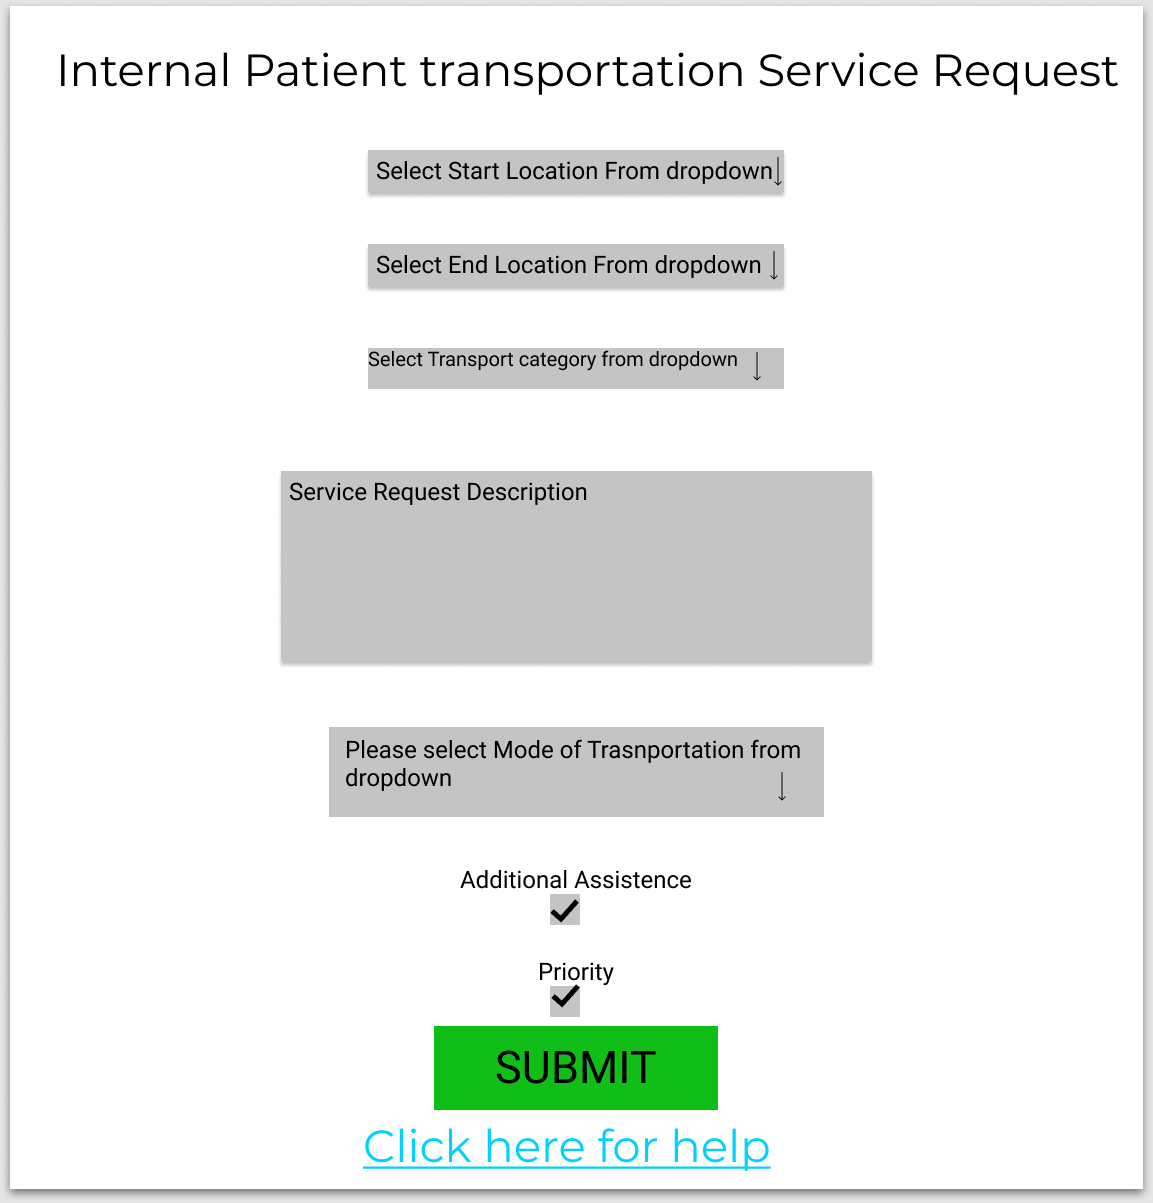 Internal Patient transportation Service Request
Select Start Location From dropdown
Select End Location From dropdown
Select Transport category from dropdown
Service Request Description
Please select Mode of Trasnportation from
dropdown
Additional Assistence
Priority
SUBMIT
Click here for help